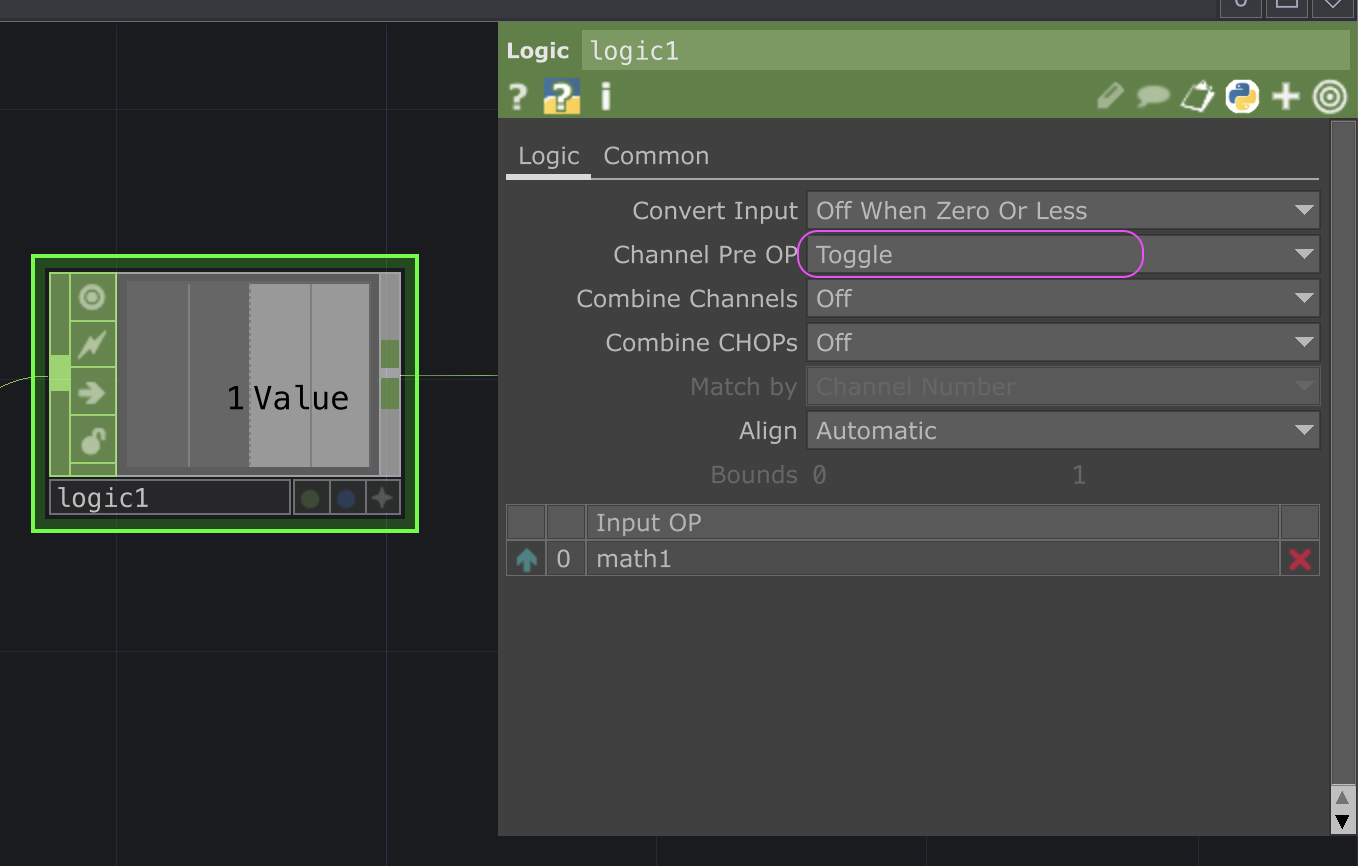 Logic logic1
? ? i
Logic Common
Convert Input Off When Zero Or Less
Channel Pre OP Toggle
Combine Channels Off
Combine CHOPs Off
Match by Channel Number
Align Automatic
Bounds 0 1
Input OP
0 math1
1 Value
logic1